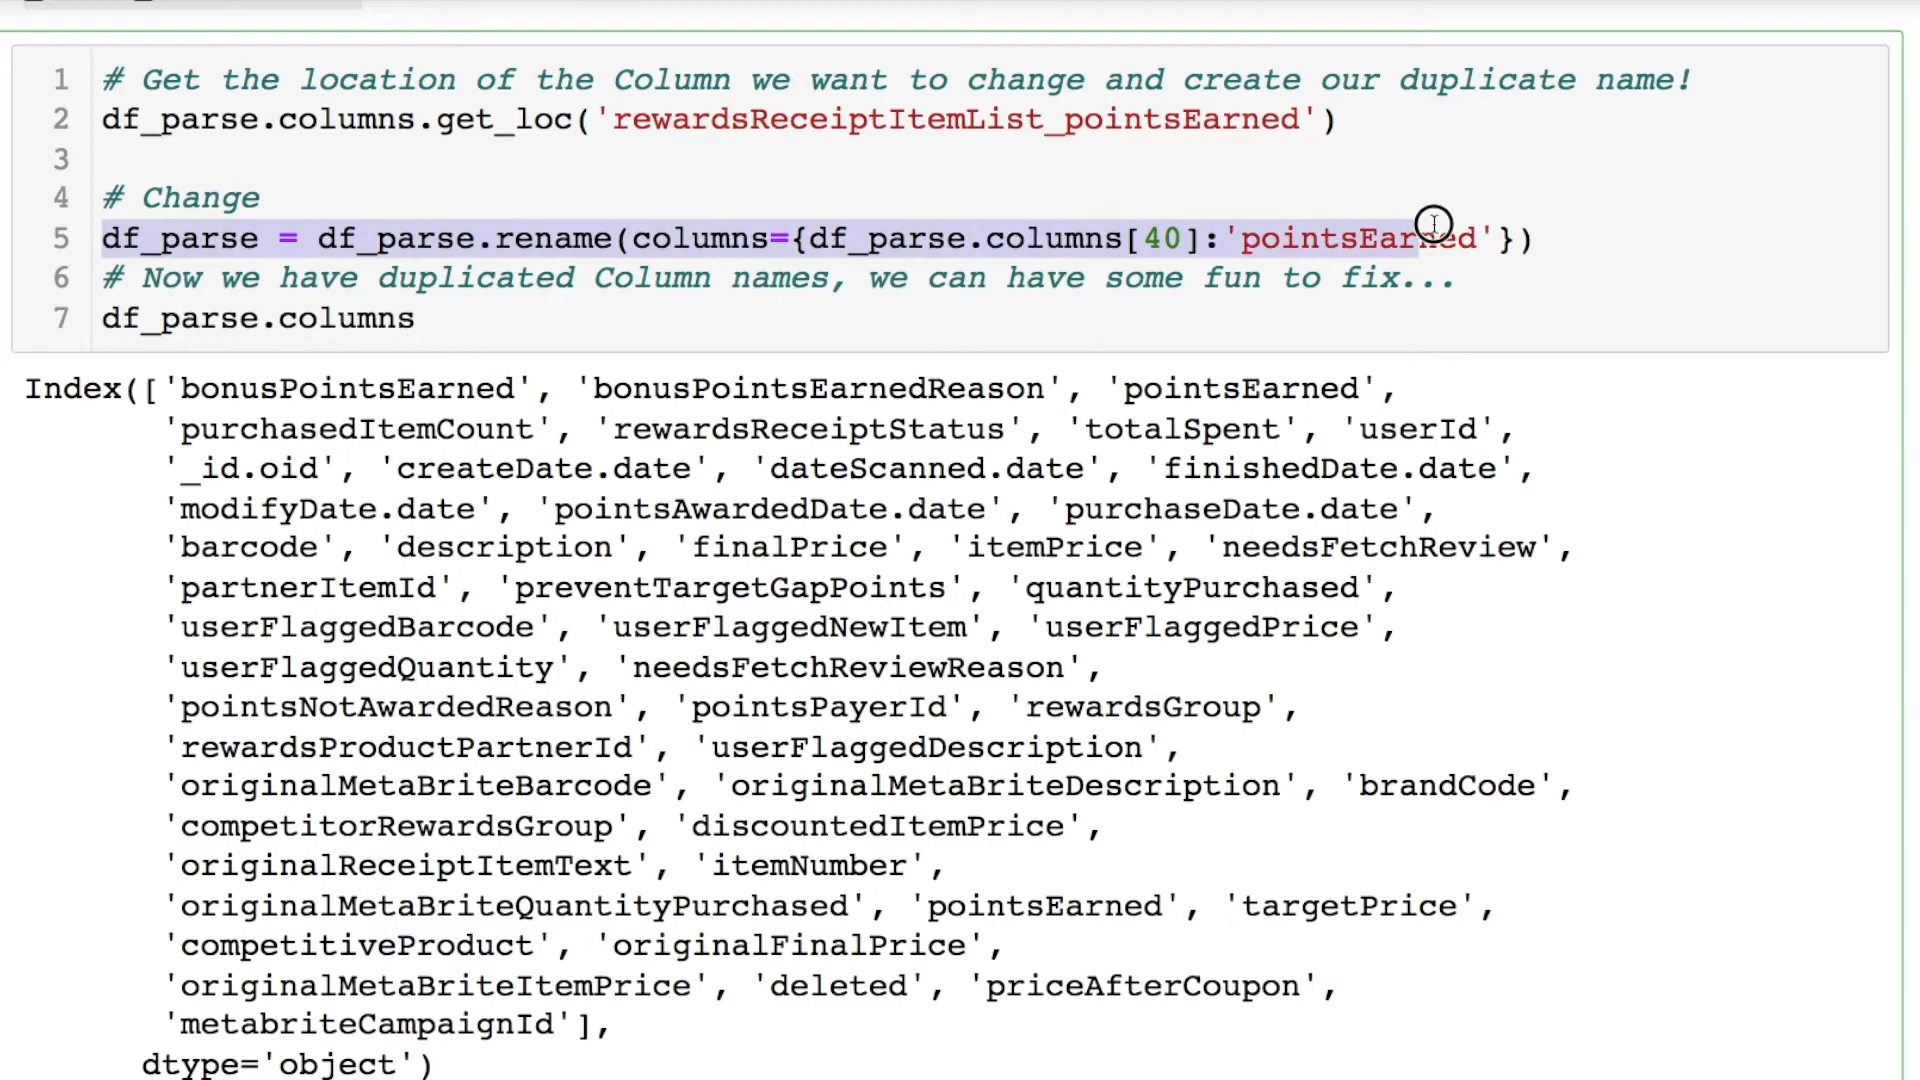 1 # Get the location of the Column we want to change and create our duplicate name!
2 df_parse.columns.get_loc('rewardsReceiptItemList_pointsEarned')
3
4 # Change
5 df_parse = df_parse.rename(columns={df_parse.columns[40]:'pointsEarned'})
6 # Now we have duplicated Column names, we can have some fun to fix...
7 df_parse.columns
Index(['bonusPointsEarned', 'bonusPointsEarnedReason', 'pointsEarned',
'purchasedItemCount', 'rewardsReceiptStatus', 'totalSpent', 'userId',
'_id.oid', 'createDate.date', 'dateScanned.date', 'finishedDate.date',
'modifyDate.date', 'pointsAwardedDate.date', 'purchaseDate.date',
'barcode', 'description', 'finalPrice', 'itemPrice', 'needsFetchReview',
'partnerItemId', 'preventTargetGapPoints', 'quantityPurchased',
'userFlaggedBarcode', 'userFlaggedNewItem', 'userFlaggedPrice',
'userFlaggedQuantity', 'needsFetchReviewReason',
'pointsNotAwardedReason', 'pointsPayerId', 'rewardsGroup',
'rewardsProductPartnerId', 'userFlaggedDescription',
'originalMetaBriteBarcode', 'originalMetaBriteDescription', 'brandCode',
'competitorRewardsGroup', 'discountedItemPrice',
'originalReceiptItemText', 'itemNumber',
'originalMetaBriteQuantityPurchased', 'pointsEarned', 'targetPrice',
'competitiveProduct', 'originalFinalPrice',
'originalMetaBriteItemPrice', 'deleted', 'priceAfterCoupon',
'metabriteCampaignId'],
dtype='object')